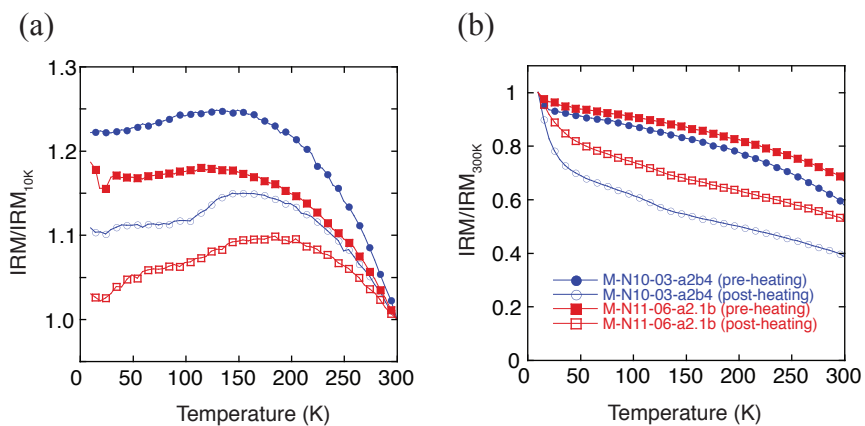 (a)
IRM/IRM10K
1.3
1.2
1.1
1.0
0 50 100 150 200 250 300
Temperature (K)
(b)
IRM/IRM300K
1
0.8
0.6
0.4
0.2
0
M-N10-03-a2b4 (pre-heating)
M-N10-03-a2b4 (post-heating)
M-N11-06-a2.1b (pre-heating)
M-N11-06-a2.1b (post-heating)
0 50 100 150 200 250 300
Temperature (K)